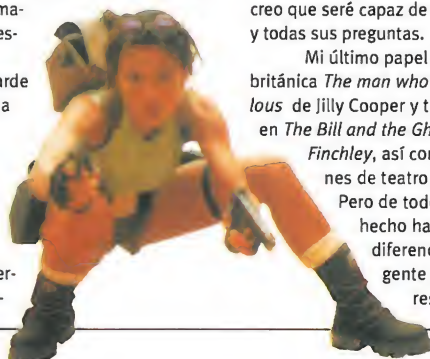 ma-
es-
arde
a
er-
-
creo que seré capaz de
y todas sus preguntas.
Mi último papel
británica The man who
lous de Jilly Cooper y t
en The Bill and the Gh
Finchley, así con
nes de teatro
Pero de tod
hecho ha
diferenc
gente
res